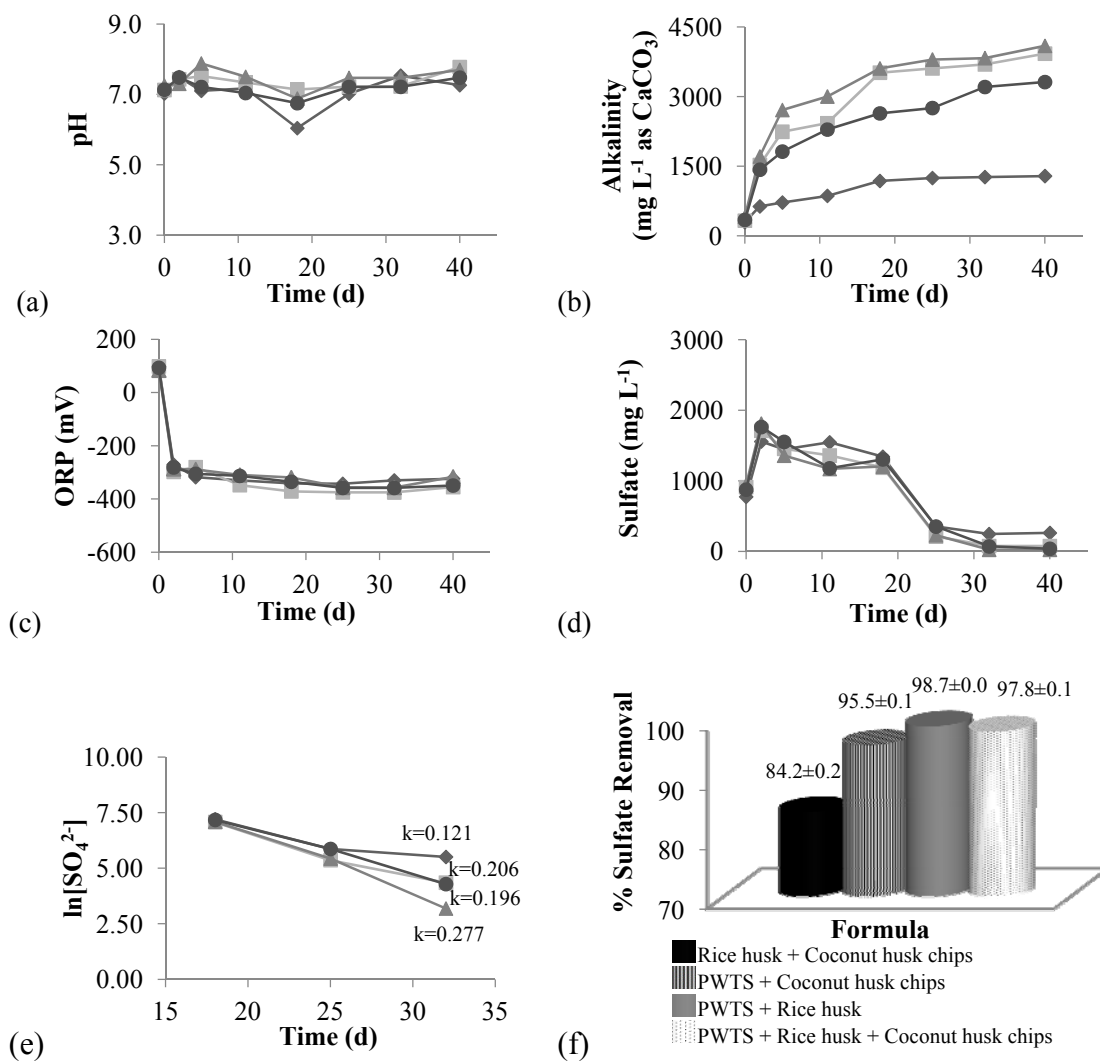 9.0
7.0
5.0
3.0
pH
0 10 20 30 40
Time (d)
(a)
4500
3000
1500
0
Alkalinity
(mg L⁻¹ as CaCO₃)
0 10 20 30 40
Time (d)
(b)
200
0
-200
-400
-600
ORP (mV)
0 10 20 30 40
Time (d)
(c)
3000
2000
1000
0
Sulfate (mg L⁻¹)
0 10 20 30 40
Time (d)
(d)
10.00
7.50
5.00
2.50
0.00
ln[SO₄²⁻]
k=0.121
k=0.206
k=0.196
k=0.277
15 20 25 30 35
Time (d)
(e)
100
90
80
70
% Sulfate Removal
84.2±0.2
95.5±0.1
98.7±0.0
97.8±0.1
Formula
Rice husk + Coconut husk chips
PWTS + Coconut husk chips
PWTS + Rice husk
PWTS + Rice husk + Coconut husk chips
(f)